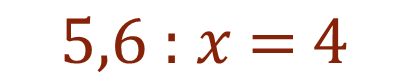 5,6 : x = 4